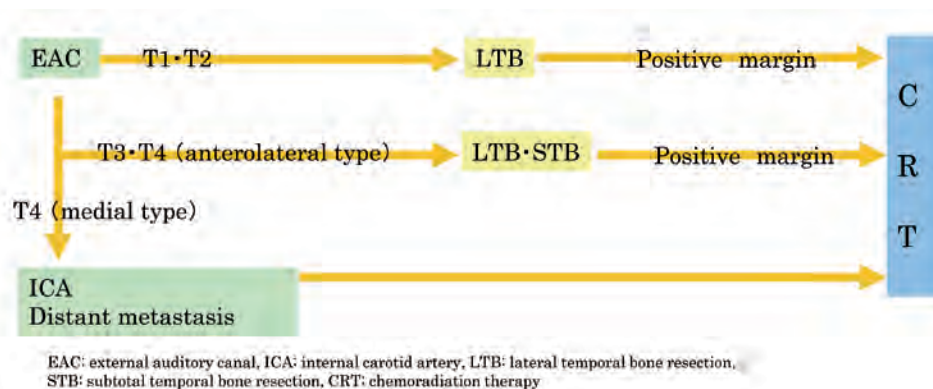 EAC T1・T2 LTB Positive margin
T3・T4 (anterolateral type) LTB・STB Positive margin
C
R
T
T4 (medial type)
ICA
Distant metastasis
EAC: external auditory canal, ICA: internal carotid artery, LTB: lateral temporal bone resection,
STB: subtotal temporal bone resection, CRT: chemoradiation therapy